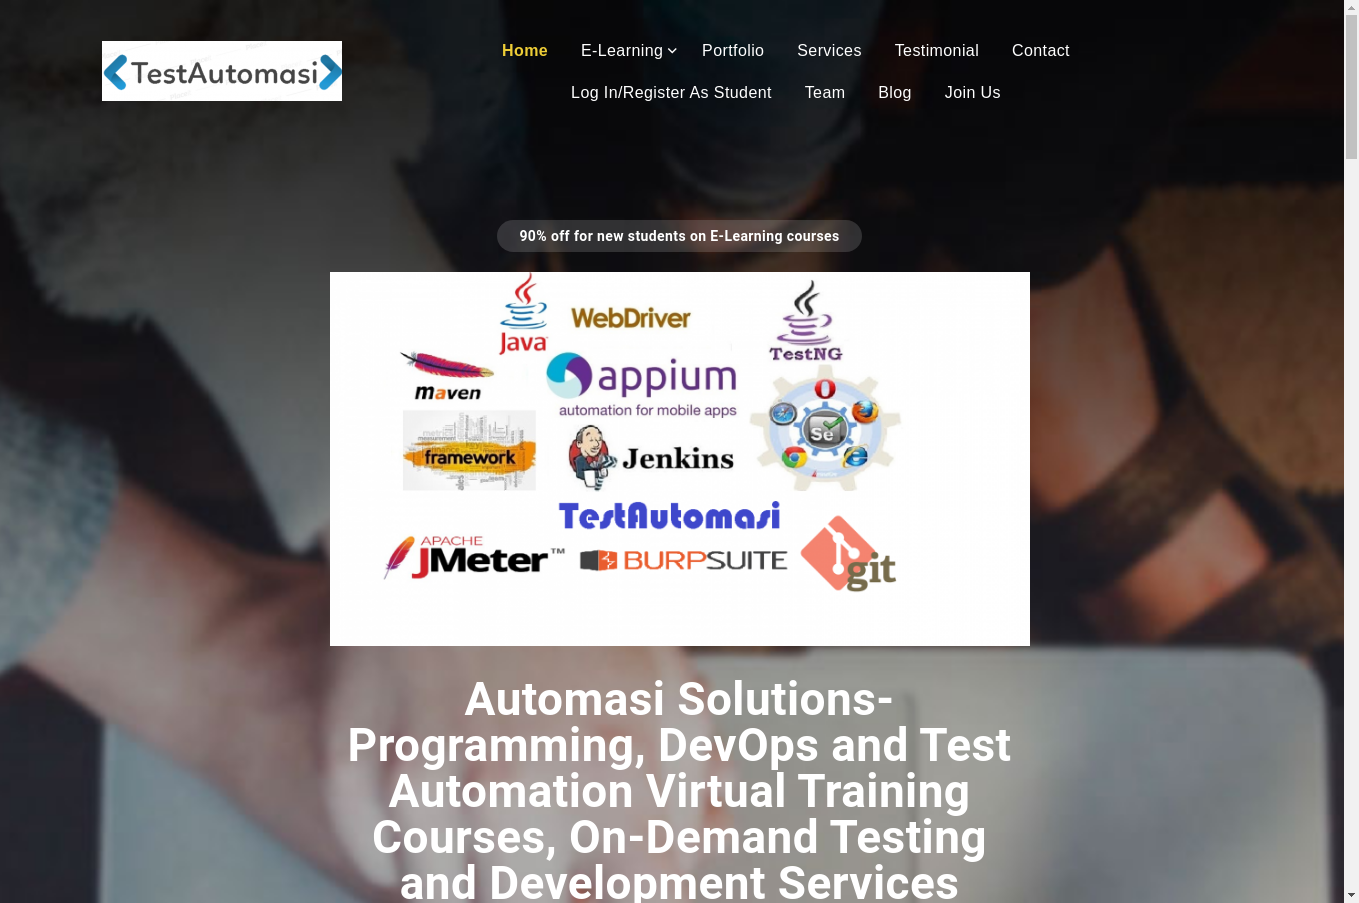 TestAutomasi
Home
E-Learning
Portfolio
Services
Testimonial
Contact
Log In/Register As Student
Team
Blog
Join Us
90% off for new students on E-Learning courses
Java
WebDriver
TestNG
maven
appium
automation for mobile apps
framework
Jenkins
Se
TestAutomasi
APACHE
JMeter™
BURPSUITE
git
Automasi Solutions-
Programming, DevOps and Test
Automation Virtual Training
Courses, On-Demand Testing
and Development Services